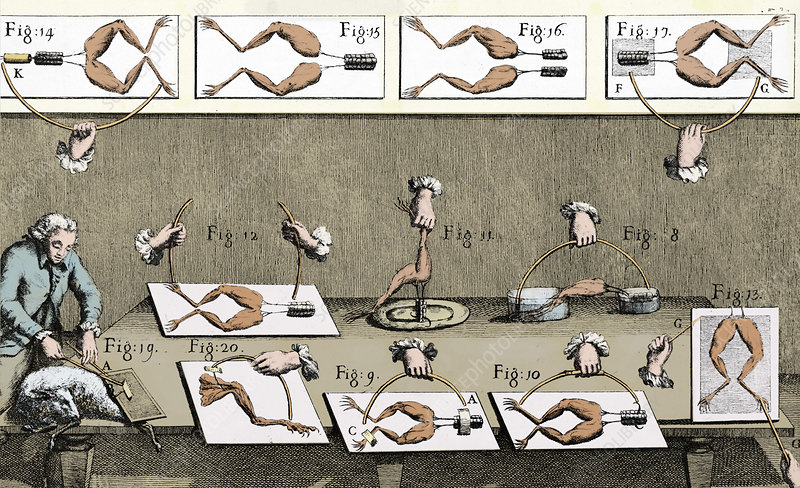 Fig: 14
K
Fig: 15
Fig: 16.
Fig: 17.
F
G
Fig: 12
Fig: 11.
Fig: 8
Fig: 13.
G
Fig: 19.
A
Fig: 20.
Fig: 9.
A
C
Fig: 10